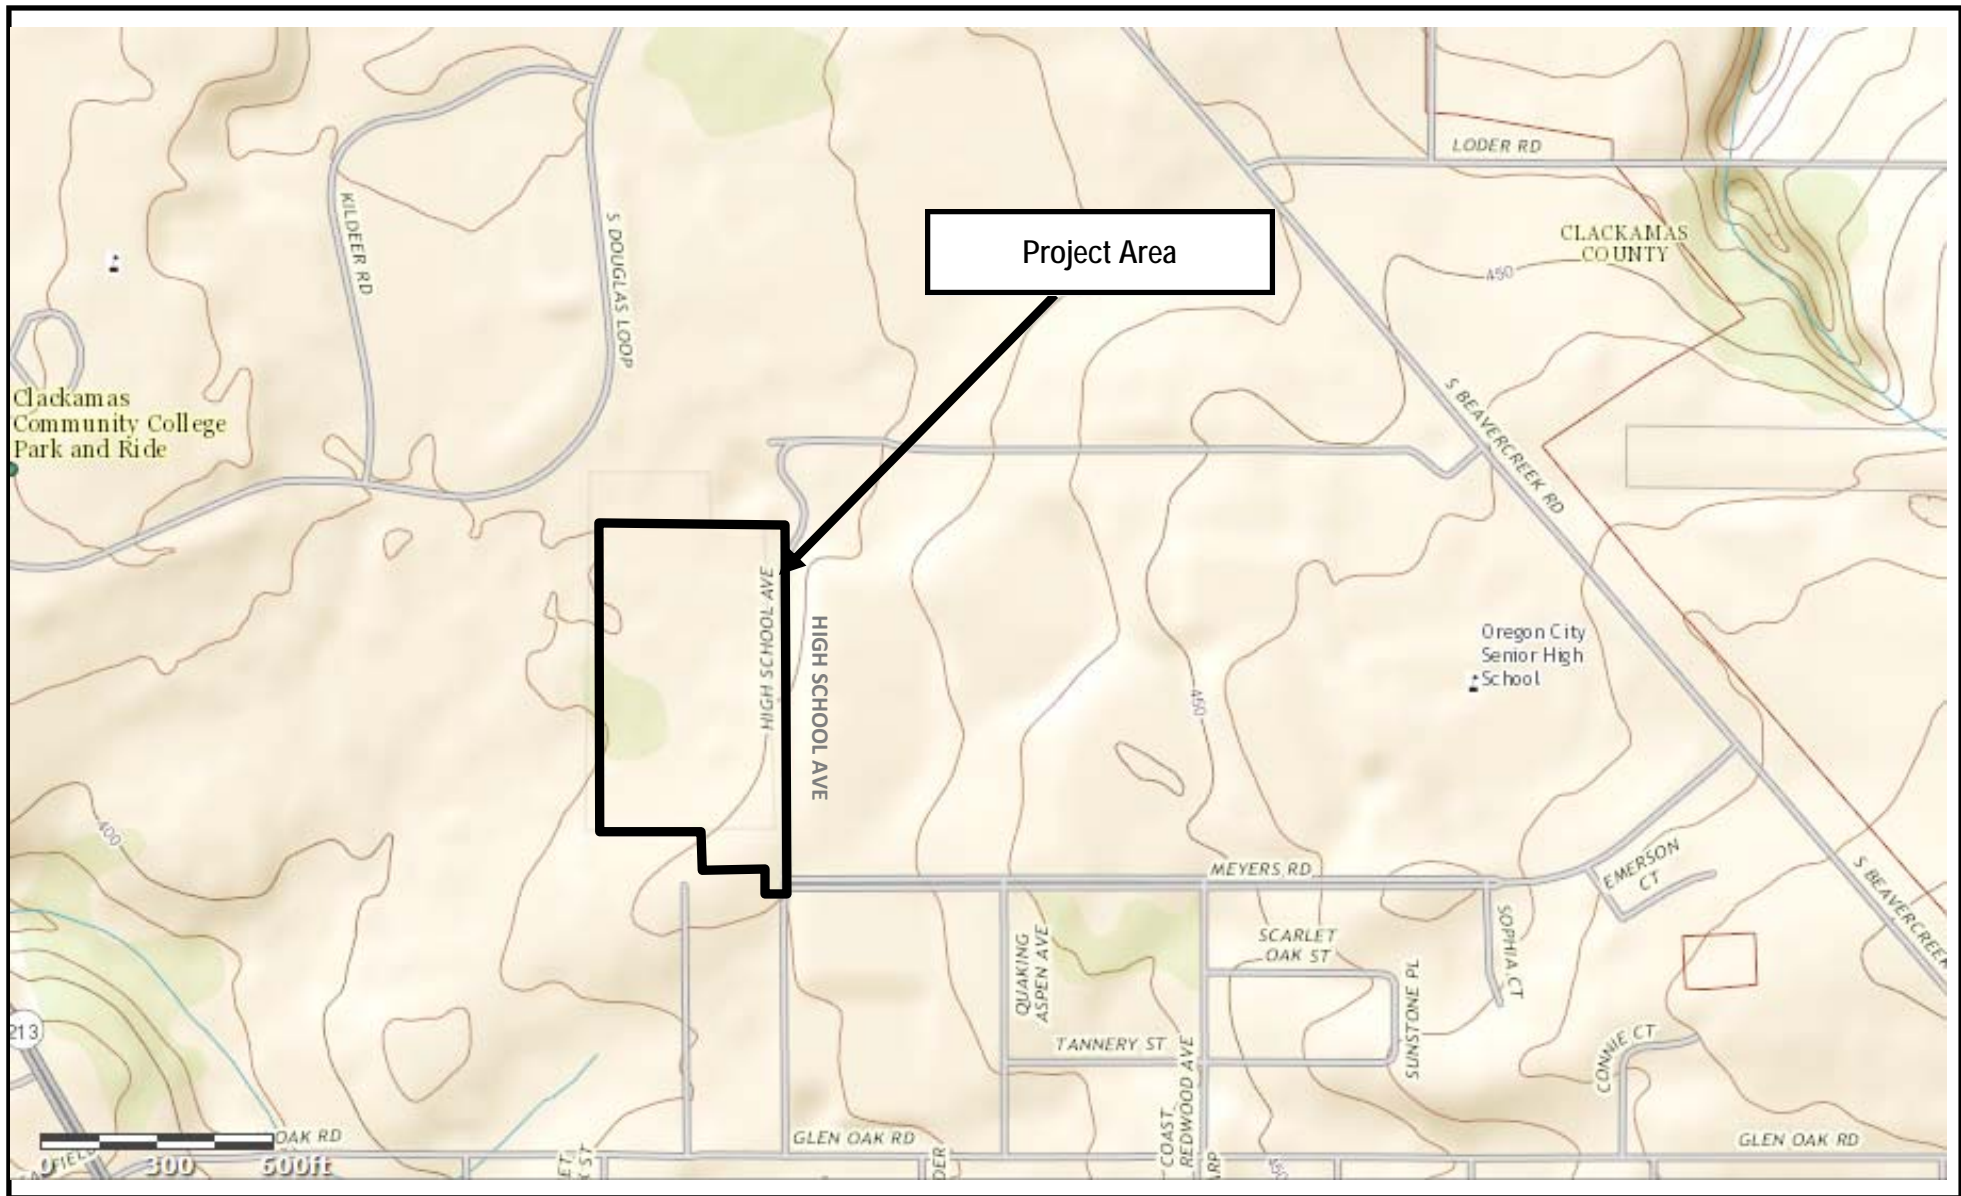 LODER RD
KILDEER RD
S DOUGLAS LOOP
Project Area
CLACKAMAS
COUNTY
450
Clackamas
Community College
Park and Ride
S BEAVERCREEK RD
HIGH SCHOOL AVE
HIGH SCHOOL AVE
Oregon City
Senior High
School
450
400
MEYERS RD
EMERSON
CT
S BEAVERCREEK
QUAKING
ASPEN AVE
SCARLET
OAK ST
SOPHIA CT
SUNSTONE PL
213
TANNERY ST
COAST
REDWOOD AVE
CONNIE CT
OAK RD
GLEN OAK RD
GLEN OAK RD
0 300 600ft
450